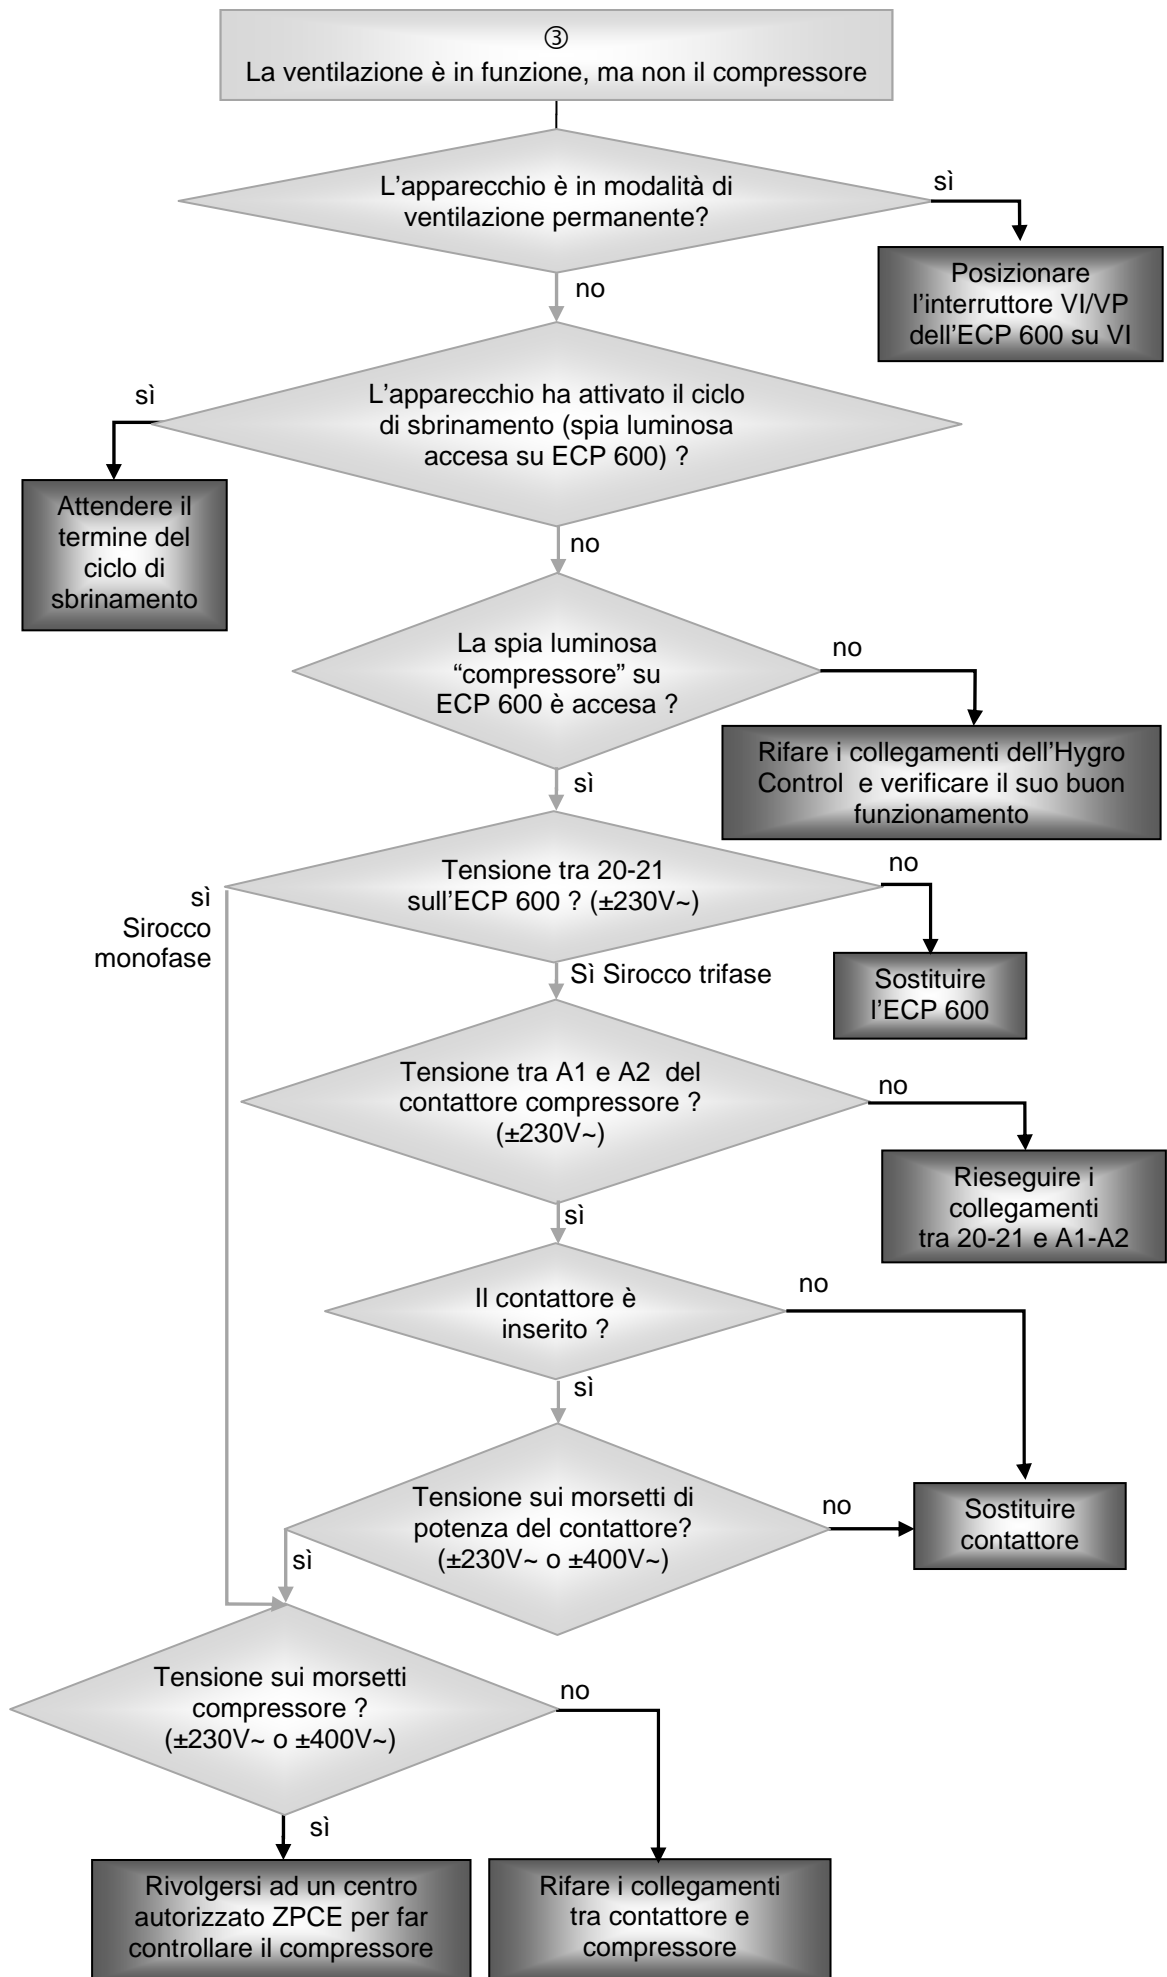 ③
La ventilazione è in funzione, ma non il compressore
L'apparecchio è in modalità di
ventilazione permanente?
sì
Posizionare
l'interruttore VI/VP
dell'ECP 600 su VI
no
L'apparecchio ha attivato il ciclo
di sbrinamento (spia luminosa
accesa su ECP 600) ?
sì
Attendere il
termine del
ciclo di
sbrinamento
no
La spia luminosa
“compressore” su
ECP 600 è accesa ?
no
Rifare i collegamenti dell'Hygro
Control e verificare il suo buon
funzionamento
sì
Tensione tra 20-21
sull'ECP 600 ? (±230V~)
no
Sostituire
l'ECP 600
sì
Sirocco
monofase
Sì Sirocco trifase
Tensione tra A1 e A2 del
contattore compressore ?
(±230V~)
no
Rieseguire i
collegamenti
tra 20-21 e A1-A2
sì
Il contattore è
inserito ?
no
sì
Tensione sui morsetti di
potenza del contattore?
(±230V~ o ±400V~)
no
Sostituire
contattore
sì
Tensione sui morsetti
compressore ?
(±230V~ o ±400V~)
no
sì
Rivolgersi ad un centro
autorizzato ZPCE per far
controllare il compressore
Rifare i collegamenti
tra contattore e
compressore